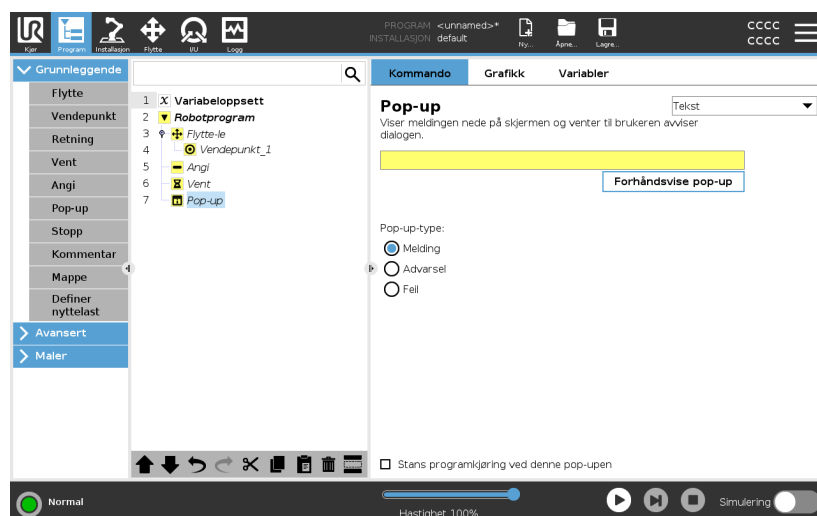 PROGRAM <unnamed>*
INSTALLASJON default
CCCC
CCCC
Kjør
Program
Installasjon
Flytte
I/U
Logg
Ny...
Åpne...
Lagre...
Grunnleggende
Flytte
Vendepunkt
Retning
Vent
Angi
Pop-up
Stopp
Kommentar
Mappe
Definer
nyttelast
Avansert
Maler
1 X Variabeloppsett
2 Robotprogram
3 Flytte-le
4 Vendepunkt_1
5 Angi
6 Vent
7 Pop-up
Kommando
Grafikk
Variabler
Pop-up
Tekst
Viser meldingen nede på skjermen og venter til brukeren avviser
dialogen.
Forhåndsvise pop-up
Pop-up-type:
Melding
Advarsel
Feil
Stans programkjøring ved denne pop-upen
Normal
Hastighet 100%
Simulering